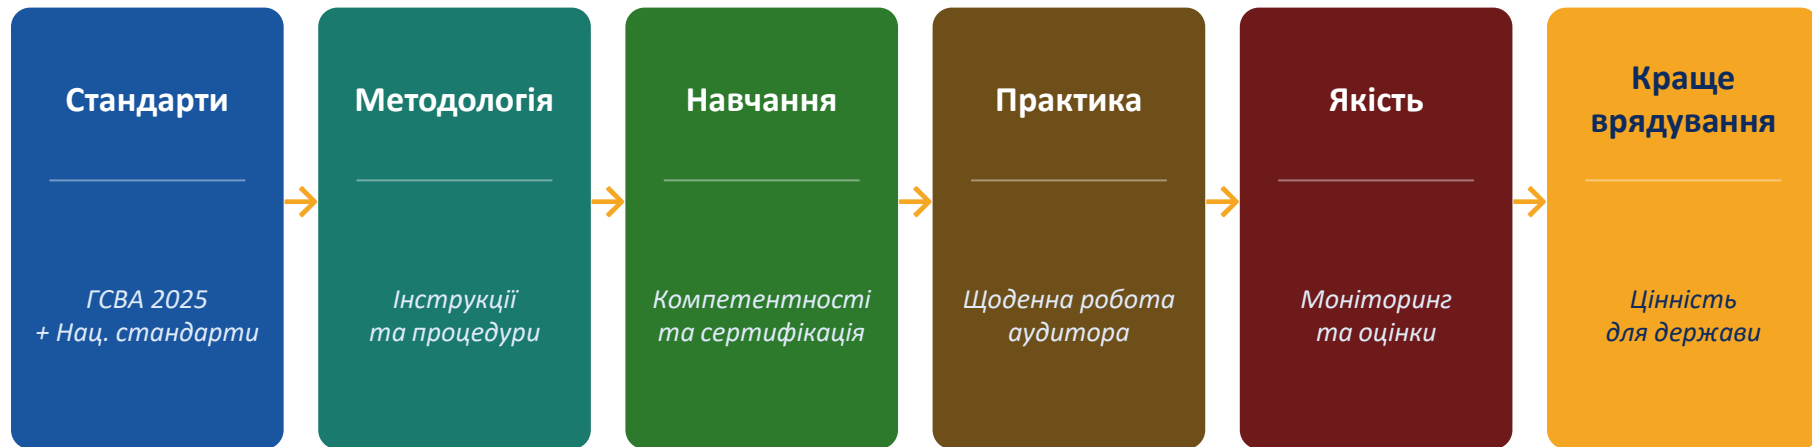 Стандарти
ГСВА 2025
+ Нац. стандарти
Методологія
Інструкції
та процедури
Навчання
Компетентності
та сертифікація
Практика
Щоденна робота
аудитора
Якість
Моніторинг
та оцінки
Краще
врядування
Цінність
для держави